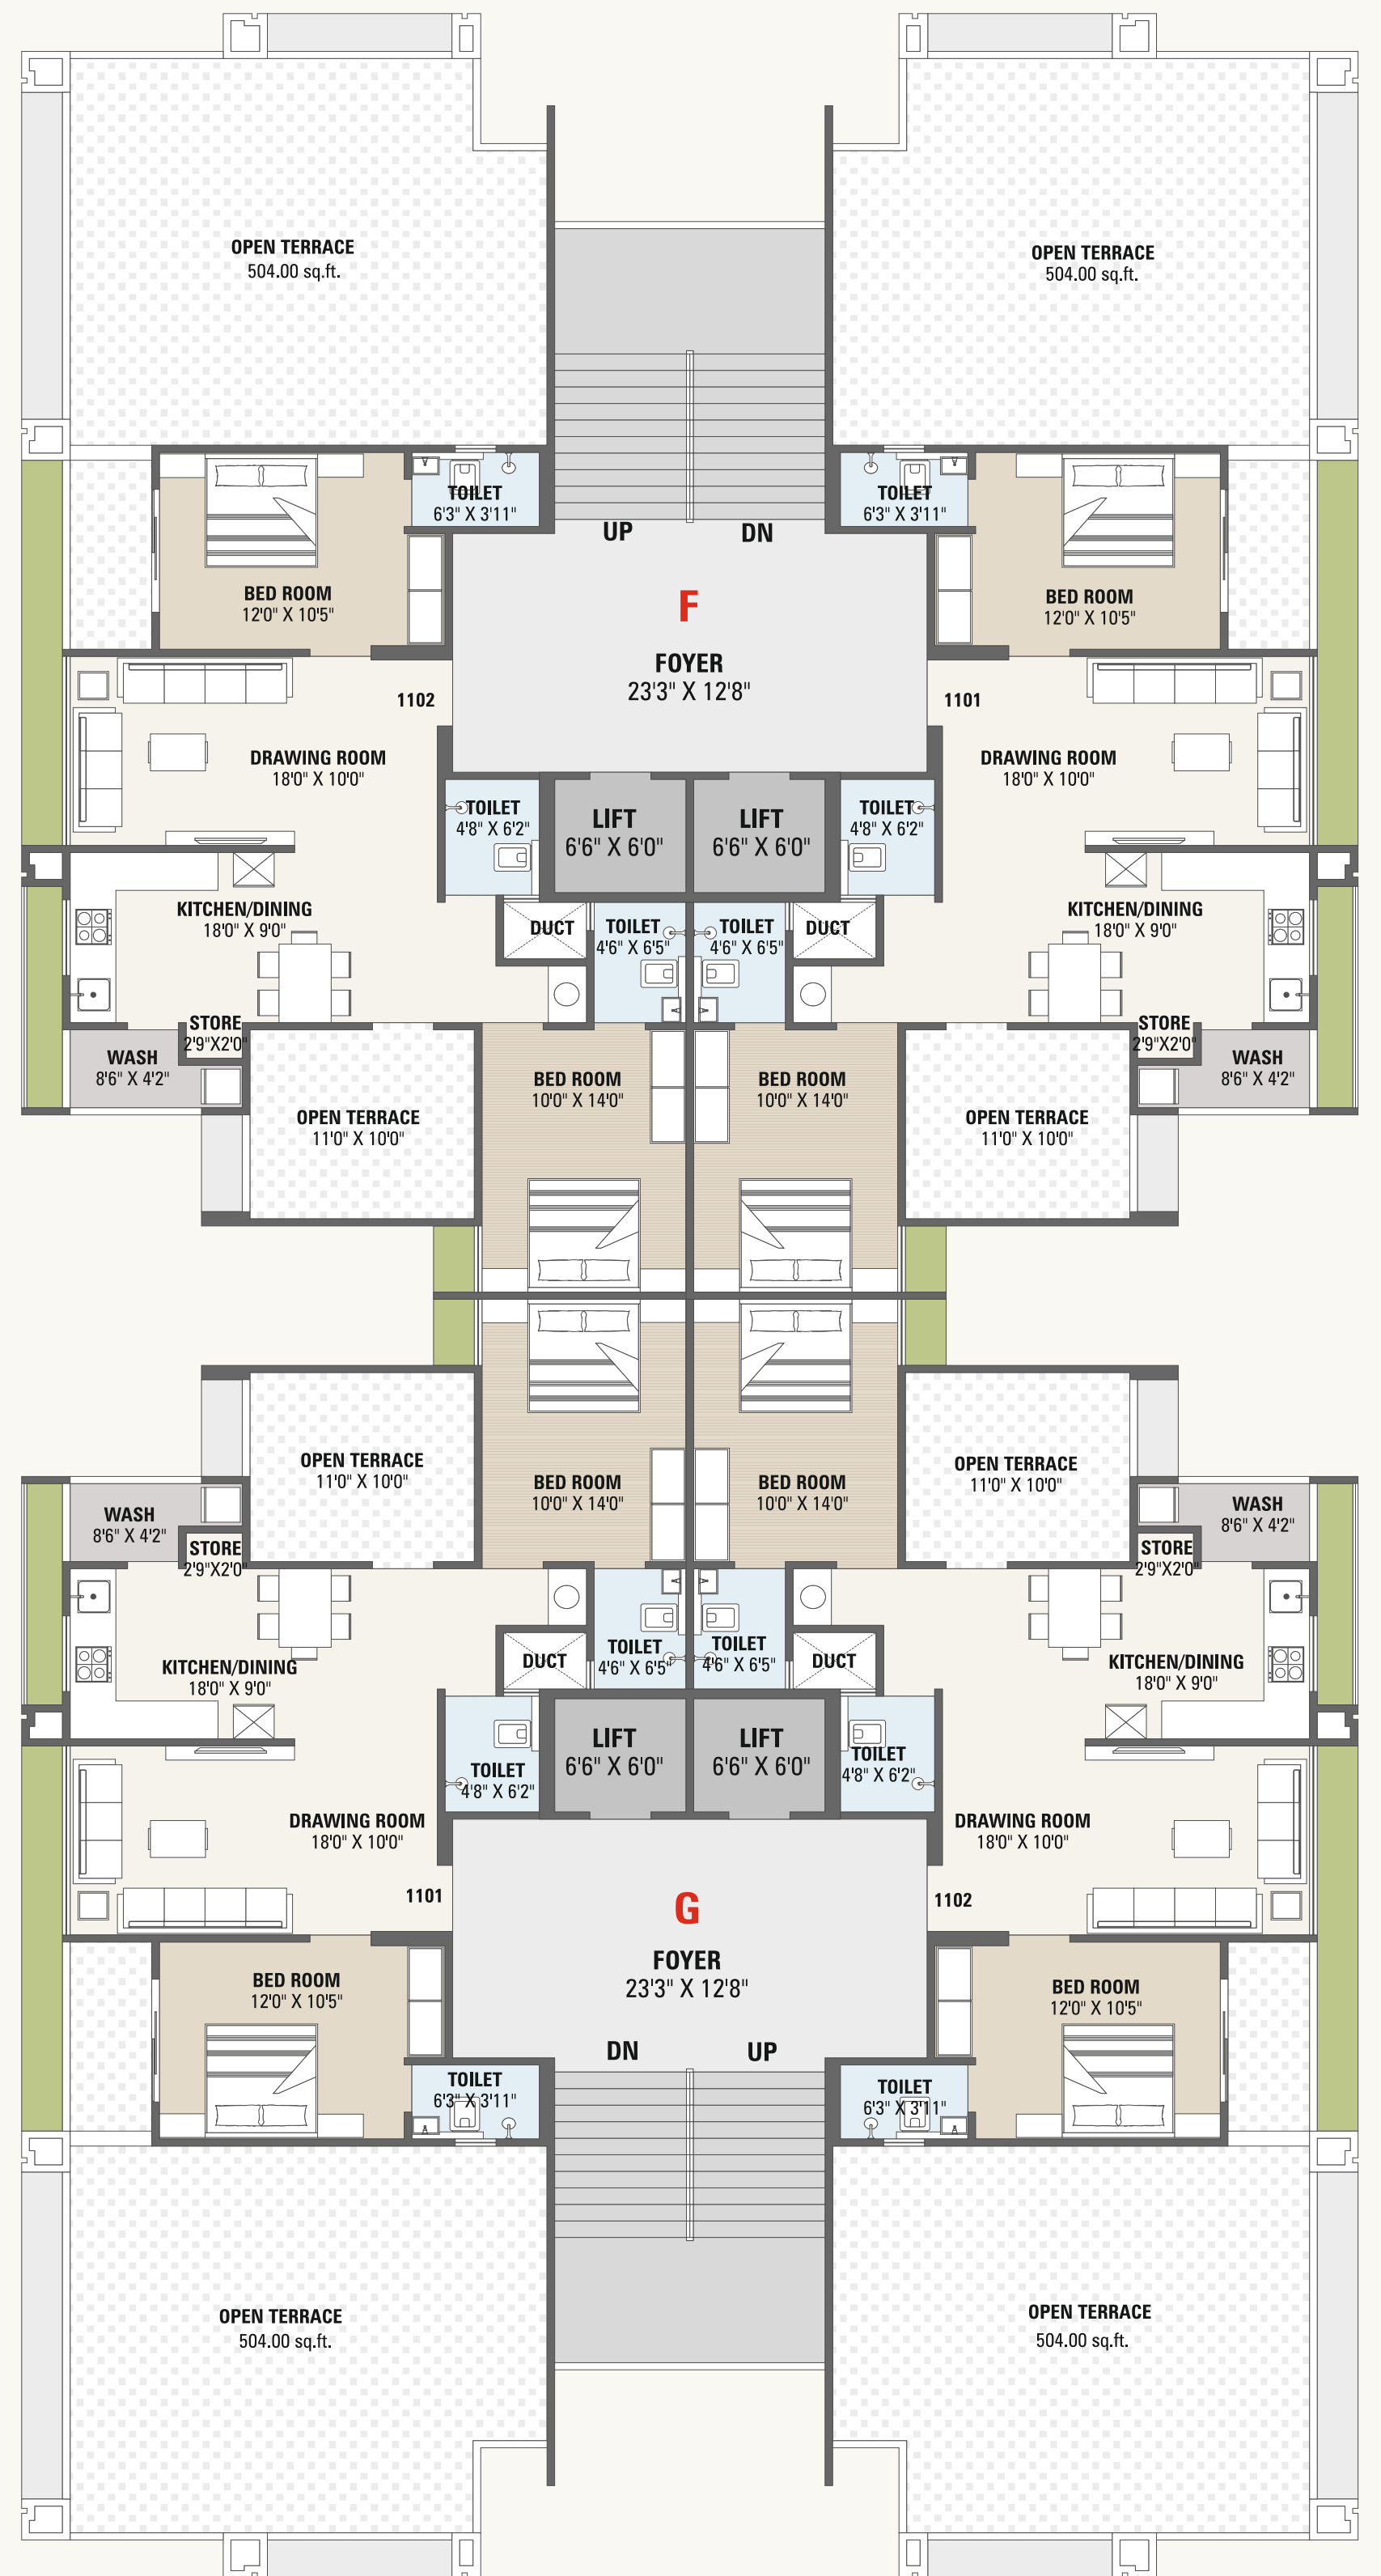 OPEN TERRACE
504.00 sq.ft.
OPEN TERRACE
504.00 sq.ft.
TOILET
6'3" X 3'11"
TOILET
6'3" X 3'11"
UP
DN
BED ROOM
12'0" X 10'5"
F
BED ROOM
12'0" X 10'5"
FOYER
23'3" X 12'8"
1102
1101
DRAWING ROOM
18'0" X 10'0"
DRAWING ROOM
18'0" X 10'0"
TOILET
4'8" X 6'2"
LIFT
6'6" X 6'0"
LIFT
6'6" X 6'0"
TOILET
4'8" X 6'2"
KITCHEN/DINING
18'0" X 9'0"
DUCT
TOILET
4'6" X 6'5"
TOILET
4'6" X 6'5"
DUCT
KITCHEN/DINING
18'0" X 9'0"
STORE
2'9"X2'0"
STORE
2'9"X2'0"
WASH
8'6" X 4'2"
BED ROOM
10'0" X 14'0"
BED ROOM
10'0" X 14'0"
WASH
8'6" X 4'2"
OPEN TERRACE
11'0" X 10'0"
OPEN TERRACE
11'0" X 10'0"
OPEN TERRACE
11'0" X 10'0"
BED ROOM
10'0" X 14'0"
BED ROOM
10'0" X 14'0"
OPEN TERRACE
11'0" X 10'0"
WASH
8'6" X 4'2"
WASH
8'6" X 4'2"
STORE
2'9"X2'0"
STORE
2'9"X2'0"
KITCHEN/DINING
18'0" X 9'0"
DUCT
TOILET
4'6" X 6'5"
TOILET
4'6" X 6'5"
DUCT
KITCHEN/DINING
18'0" X 9'0"
TOILET
4'8" X 6'2"
LIFT
6'6" X 6'0"
LIFT
6'6" X 6'0"
TOILET
4'8" X 6'2"
DRAWING ROOM
18'0" X 10'0"
DRAWING ROOM
18'0" X 10'0"
1101
G
1102
FOYER
23'3" X 12'8"
BED ROOM
12'0" X 10'5"
BED ROOM
12'0" X 10'5"
DN
UP
TOILET
6'3" X 3'11"
TOILET
6'3" X 3'11"
OPEN TERRACE
504.00 sq.ft.
OPEN TERRACE
504.00 sq.ft.